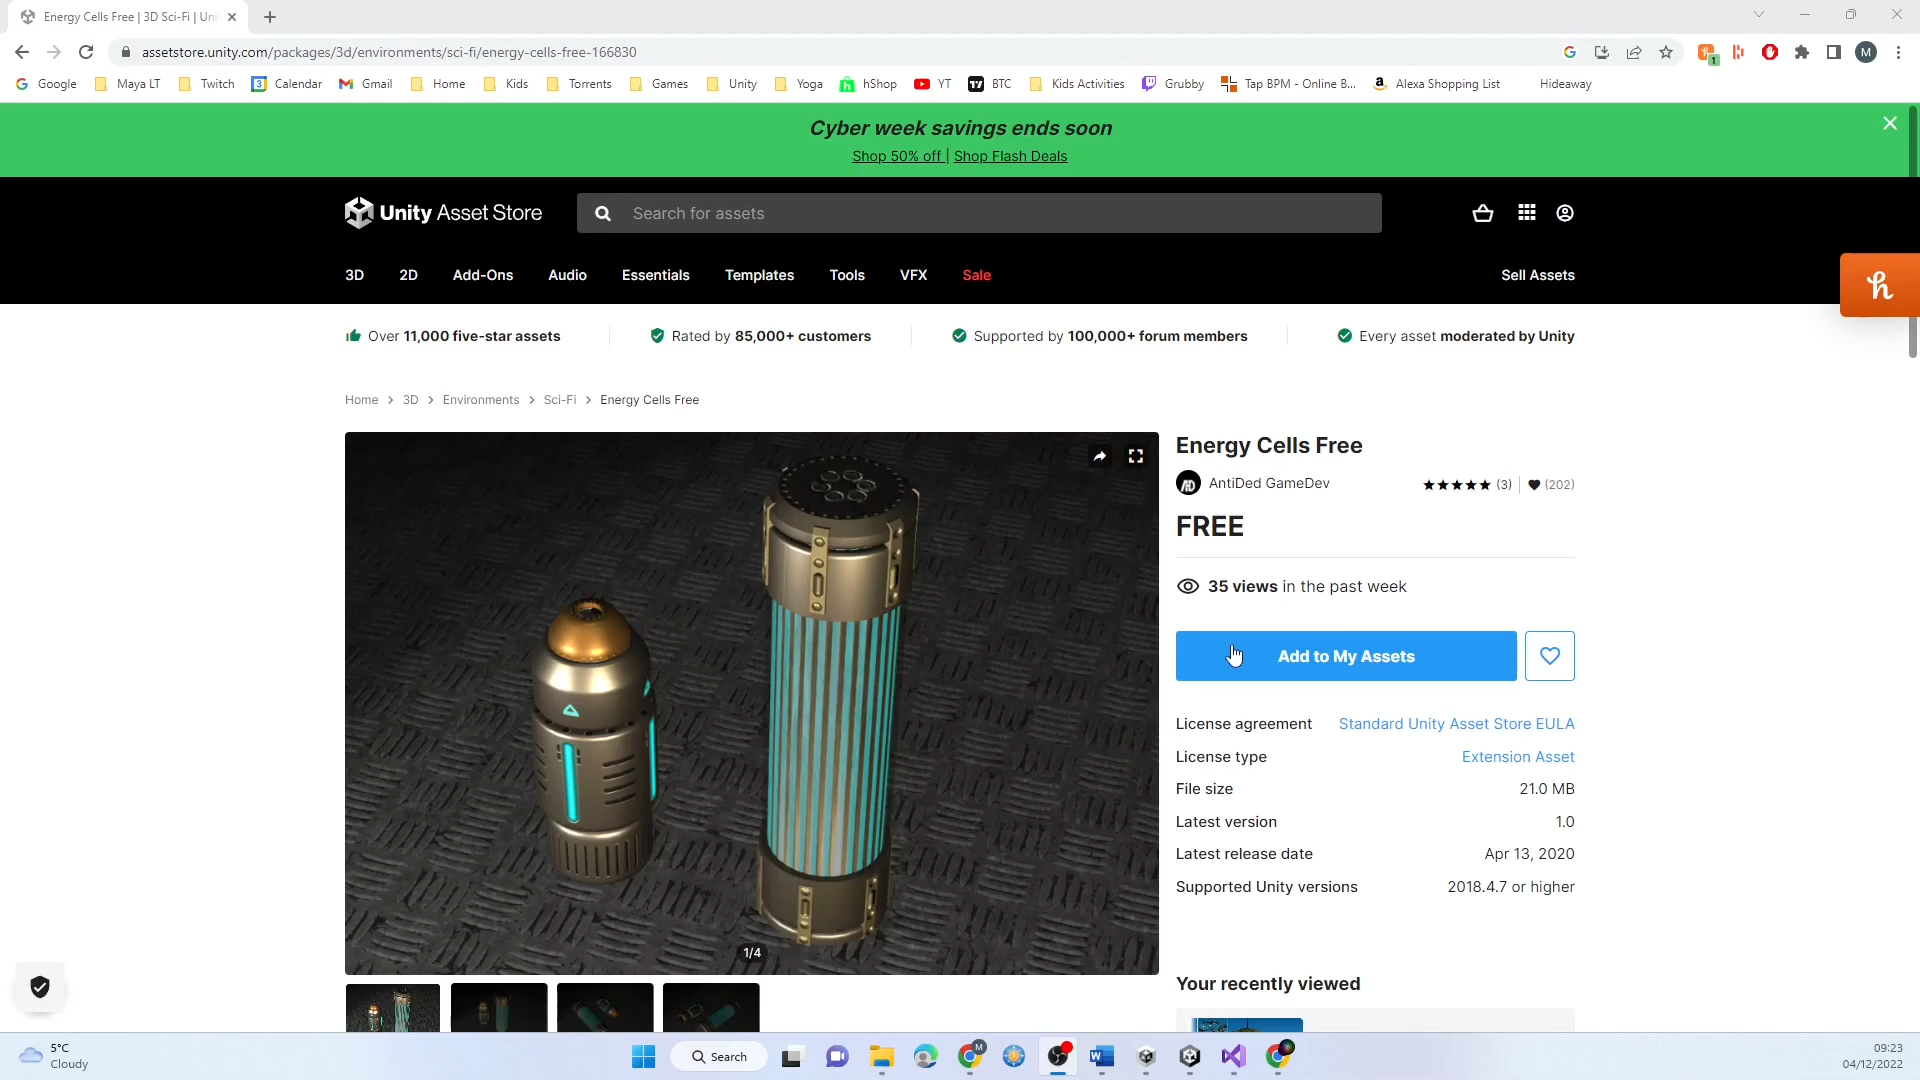 Energy Cells Free | 3D Sci-Fi | Uni
assetstore.unity.com/packages/3d/environments/sci-fi/energy-cells-free-166830
1
M
Google Maya LT Twitch 3 Calendar Gmail Home Kids Torrents Games Unity Yoga h hShop YT BTC Kids Activities Grubby Tap BPM - Online B... a Alexa Shopping List Hideaway
Cyber week savings ends soon
Shop 50% off | Shop Flash Deals
Unity Asset Store
Search for assets
3D 2D Add-Ons Audio Essentials Templates Tools VFX Sale Sell Assets
h
Over 11,000 five-star assets
Rated by 85,000+ customers
Supported by 100,000+ forum members
Every asset moderated by Unity
Home > 3D > Environments > Sci-Fi > Energy Cells Free
1/4
Energy Cells Free
AntiDed GameDev
(3) | (202)
FREE
35 views in the past week
Add to My Assets
License agreement Standard Unity Asset Store EULA
License type Extension Asset
File size 21.0 MB
Latest version 1.0
Latest release date Apr 13, 2020
Supported Unity versions 2018.4.7 or higher
Your recently viewed
5°C
Cloudy
Search
M
09:23
04/12/2022